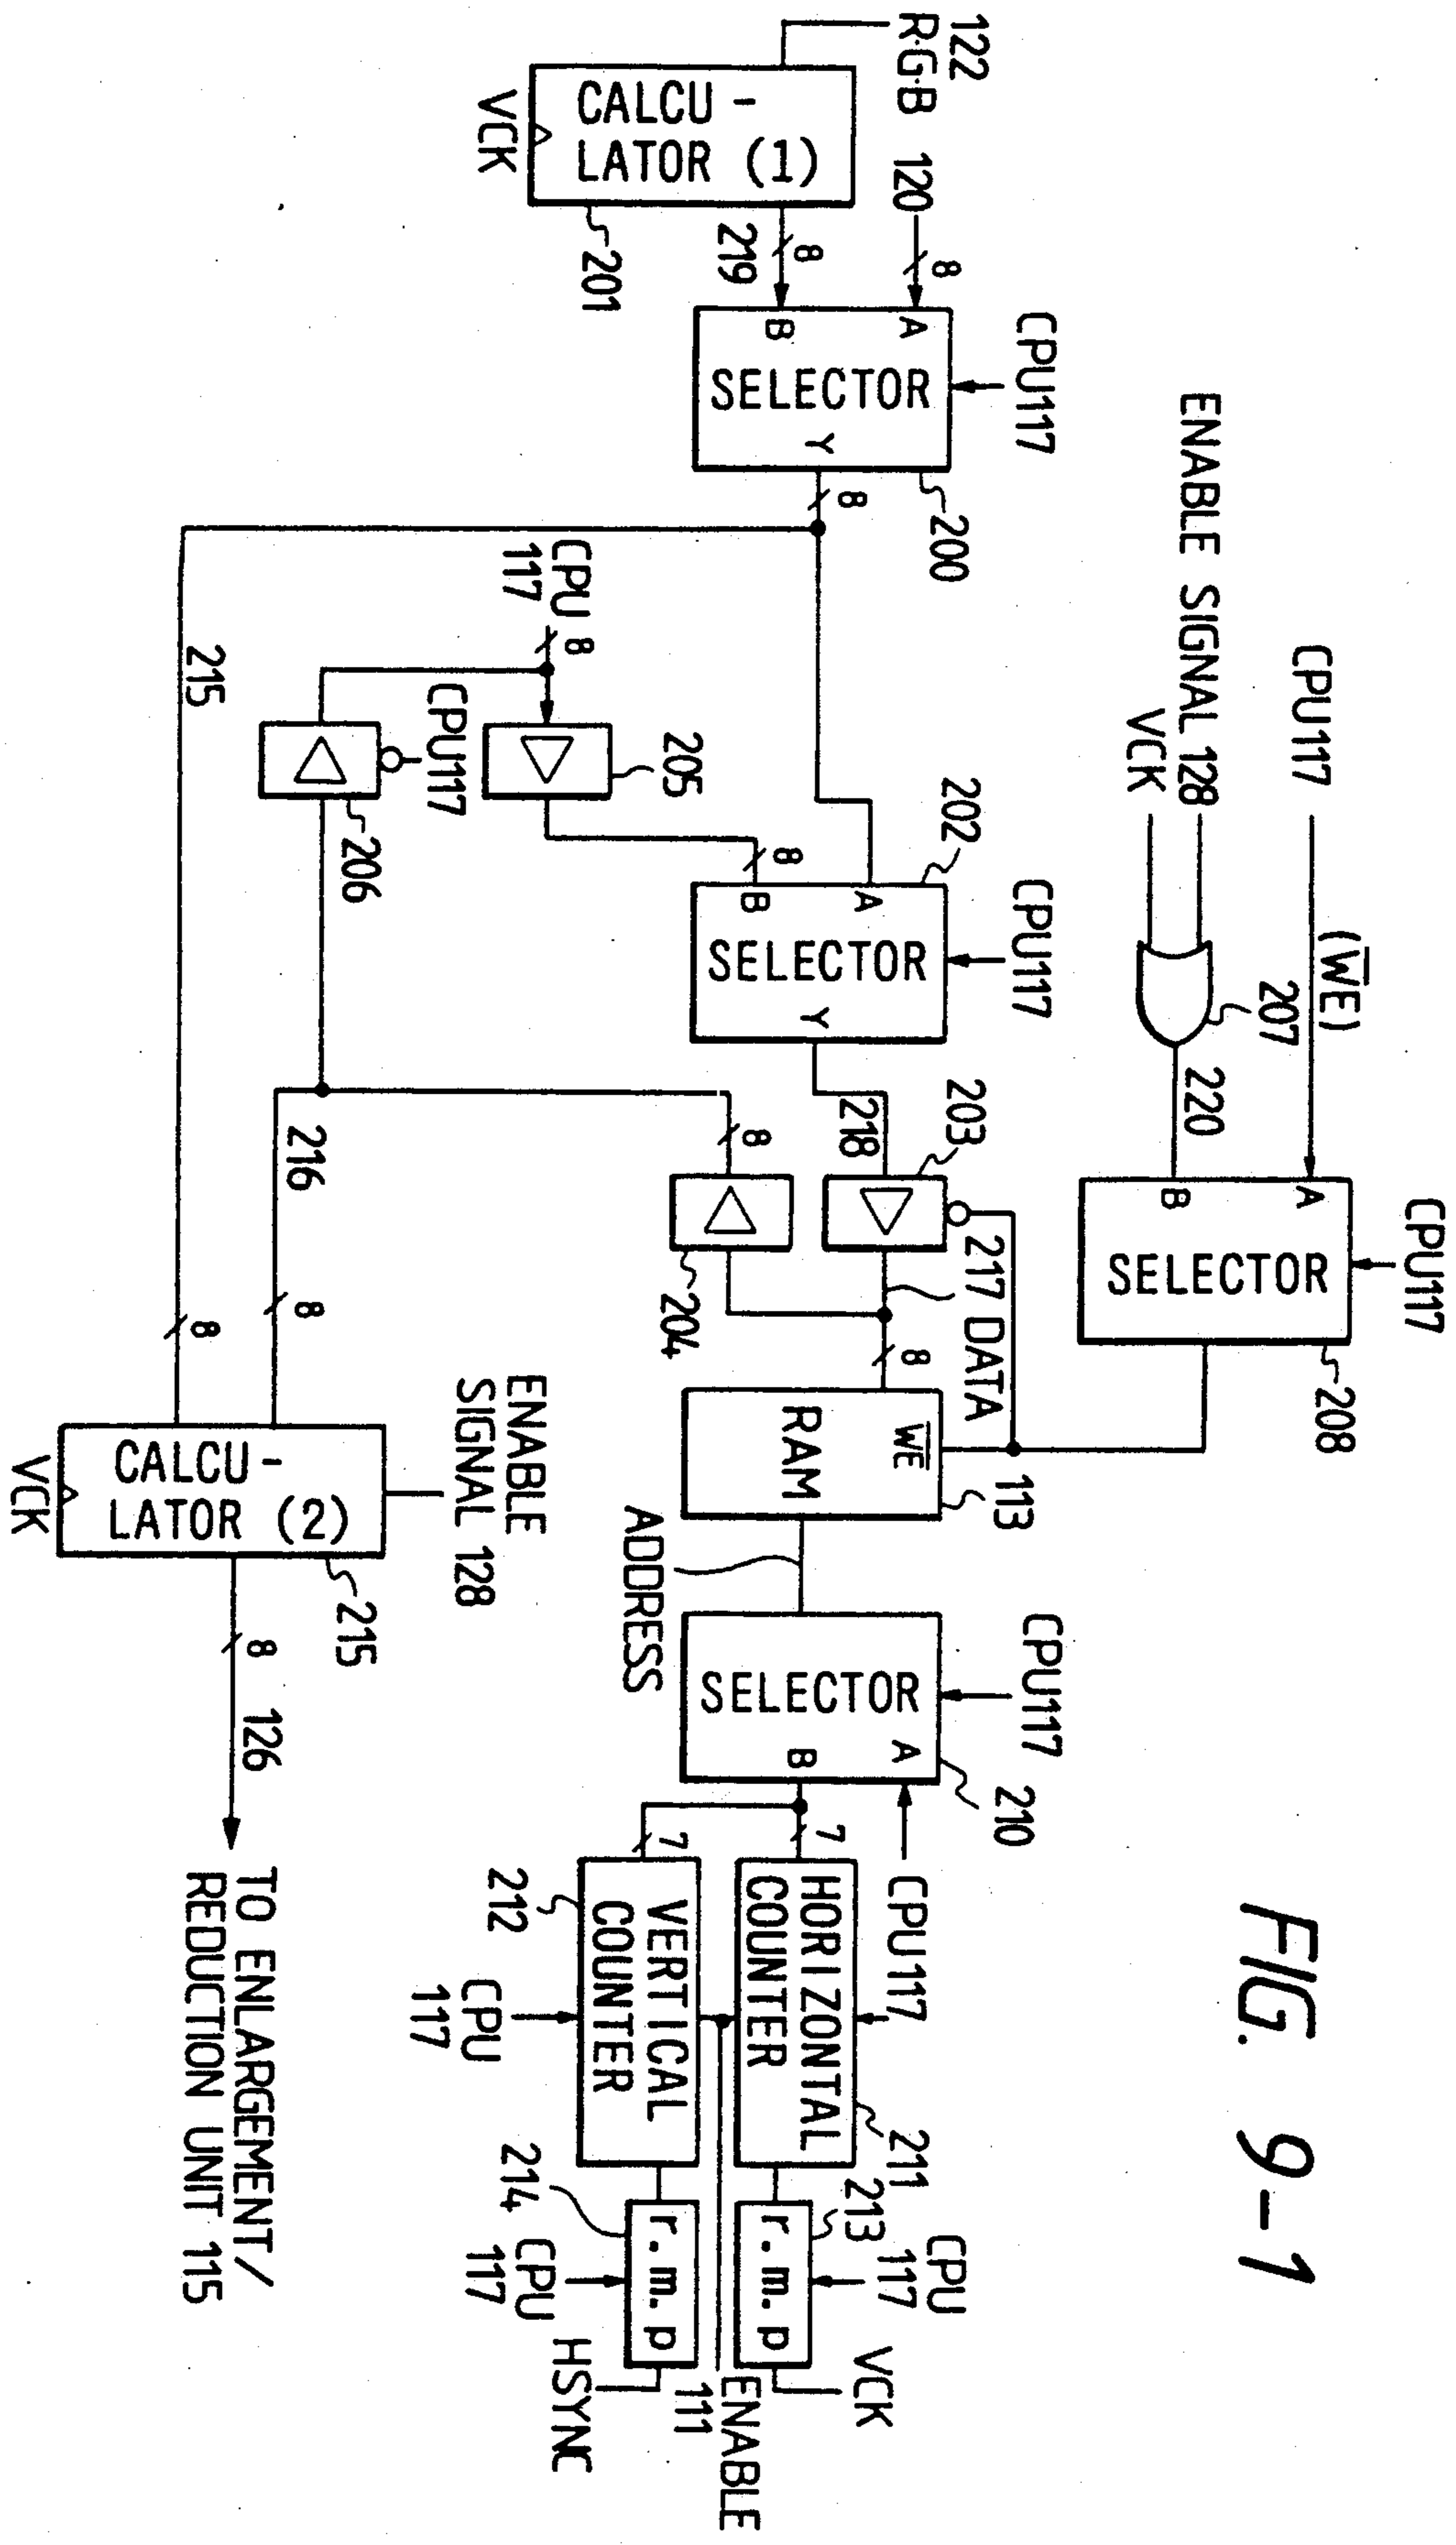 FIG. 9-1
122
R·G·B
120
8
8
219
CALCU-
LATOR (1)
VCK
201
A
B
SELECTOR
Y
CPU117
200
8
215
CPU
117
8
205
CPU117
206
8
A
B
SELECTOR
Y
CPU117
202
218
203
217 DATA
8
204
8
216
8
8
ENABLE SIGNAL 128
VCK
207
220
CPU117
(WE)
A
B
SELECTOR
CPU117
208
WE
RAM
113
ADDRESS
SELECTOR
A
B
CPU117
210
CPU117
7
7
HORIZONTAL
COUNTER
211
VERTICAL
COUNTER
212
CPU
117
r.m.p
213
CPU
117
VCK
r.m.p
214
CPU
117
HSYNC
ENABLE
111
ENABLE
SIGNAL 128
CALCU-
LATOR (2)
VCK
215
8
126
TO ENLARGEMENT/
REDUCTION UNIT 115